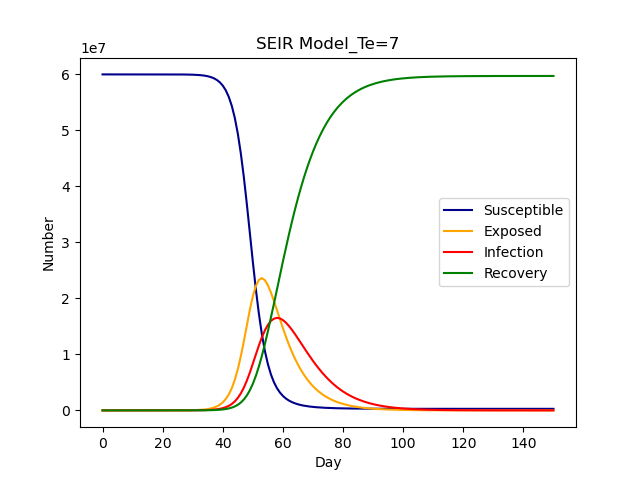 SEIR Model_Te=7
1e7
6
5
4
3
2
1
0
Number
0 20 40 60 80 100 120 140
Day
Susceptible
Exposed
Infection
Recovery